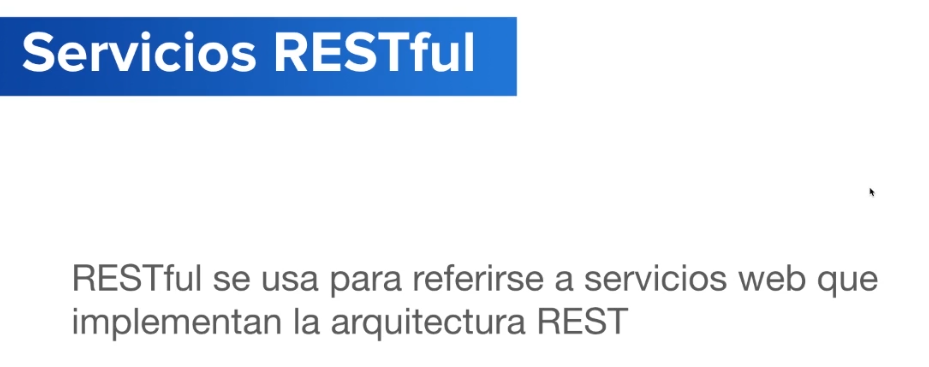 Servicios RESTful
RESTful se usa para referirse a servicios web que
implementan la arquitectura REST